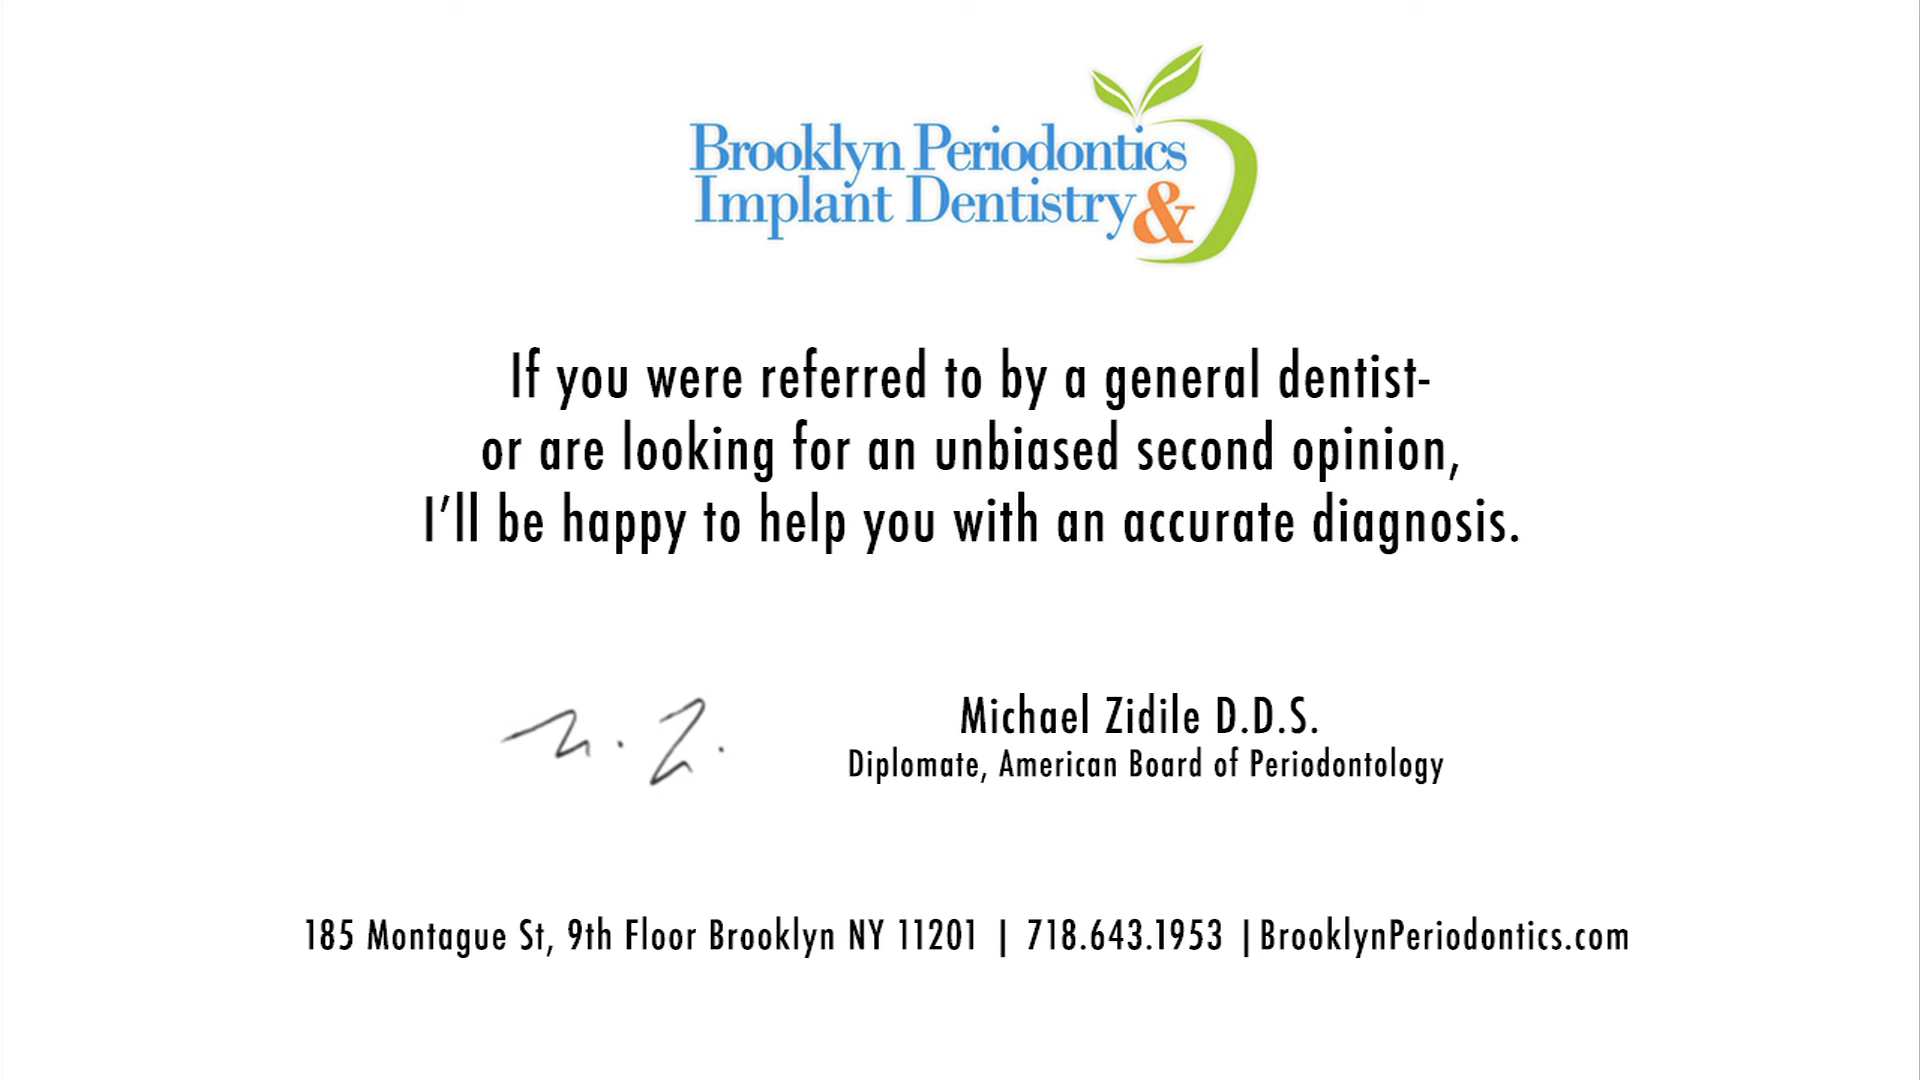 Brooklyn Periodontics
Implant Dentistry &
If you were referred to by a general dentist-
or are looking for an unbiased second opinion,
I’ll be happy to help you with an accurate diagnosis.
M. Z.
Michael Zidile D.D.S.
Diplomate, American Board of Periodontology
185 Montague St, 9th Floor Brooklyn NY 11201 | 718.643.1953 |BrooklynPeriodontics.com